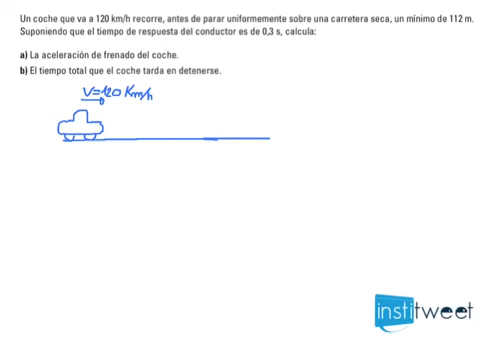 Un coche que va a 120 km/h recorre, antes de parar uniformemente sobre una carretera seca, un mínimo de 112 m.
Suponiendo que el tiempo de respuesta del conductor es de 0,3 s, calcula:
a) La aceleración de frenado del coche.
b) El tiempo total que el coche tarda en detenerse.
V=120 Km/h
institweet